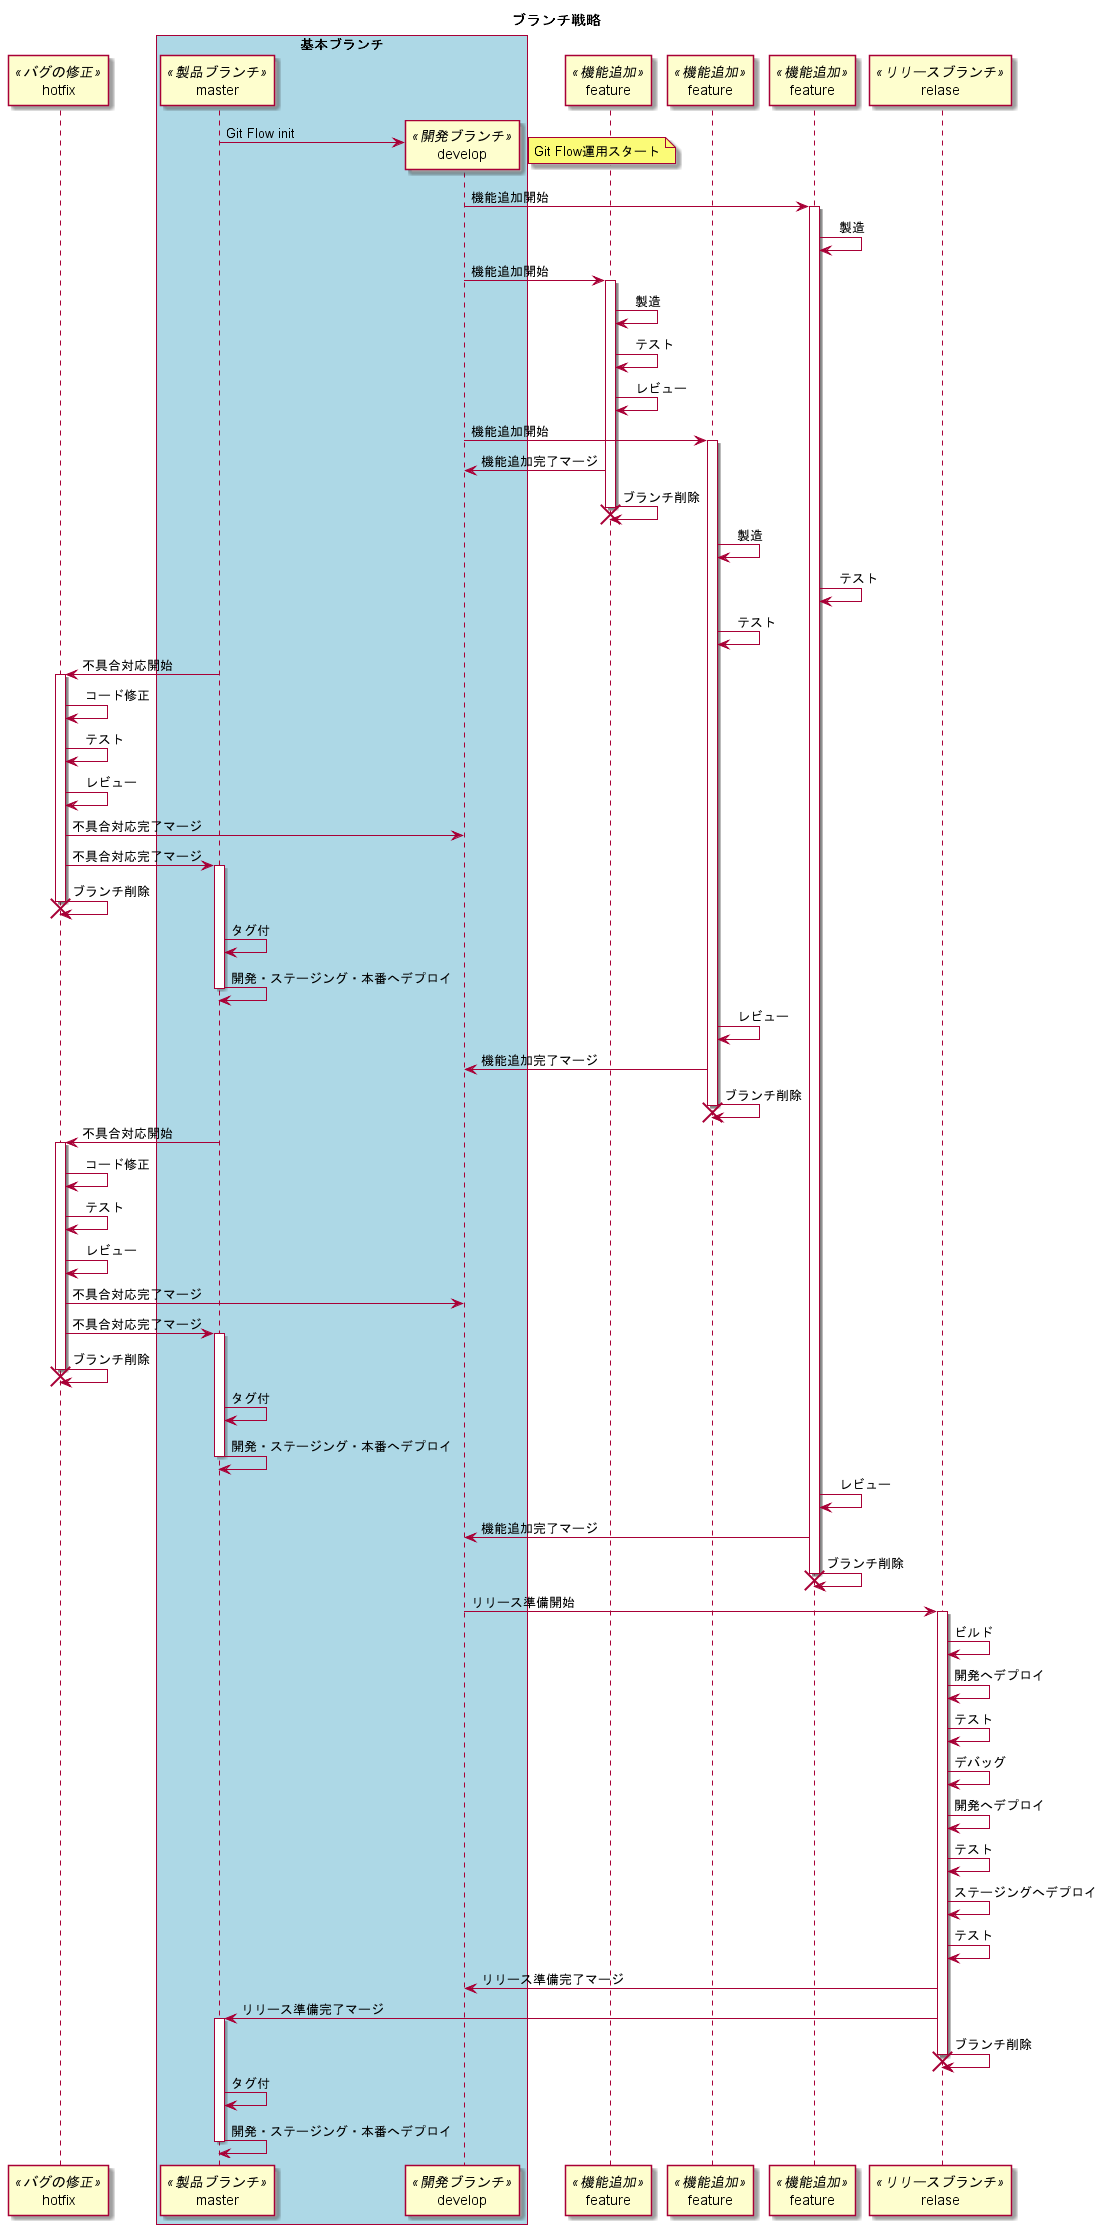 ブランチ戦略
基本ブランチ
«バグの修正»
hotfix
«製品ブランチ»
master
«機能追加»
feature
«機能追加»
feature
«機能追加»
feature
«リリースブランチ»
relase
Git Flow init
«開発ブランチ»
develop
Git Flow運用スタート
機能追加開始
製造
機能追加開始
製造
テスト
レビュー
機能追加開始
機能追加完了マージ
ブランチ削除
製造
テスト
テスト
不具合対応開始
コード修正
テスト
レビュー
不具合対応完了マージ
不具合対応完了マージ
ブランチ削除
タグ付
開発・ステージング・本番へデプロイ
レビュー
機能追加完了マージ
ブランチ削除
不具合対応開始
コード修正
テスト
レビュー
不具合対応完了マージ
不具合対応完了マージ
ブランチ削除
タグ付
開発・ステージング・本番へデプロイ
レビュー
機能追加完了マージ
ブランチ削除
リリース準備開始
ビルド
開発へデプロイ
テスト
デバッグ
開発へデプロイ
テスト
ステージングへデプロイ
テスト
リリース準備完了マージ
リリース準備完了マージ
ブランチ削除
タグ付
開発・ステージング・本番へデプロイ
«バグの修正»
hotfix
«製品ブランチ»
master
«開発ブランチ»
develop
«機能追加»
feature
«機能追加»
feature
«機能追加»
feature
«リリースブランチ»
relase